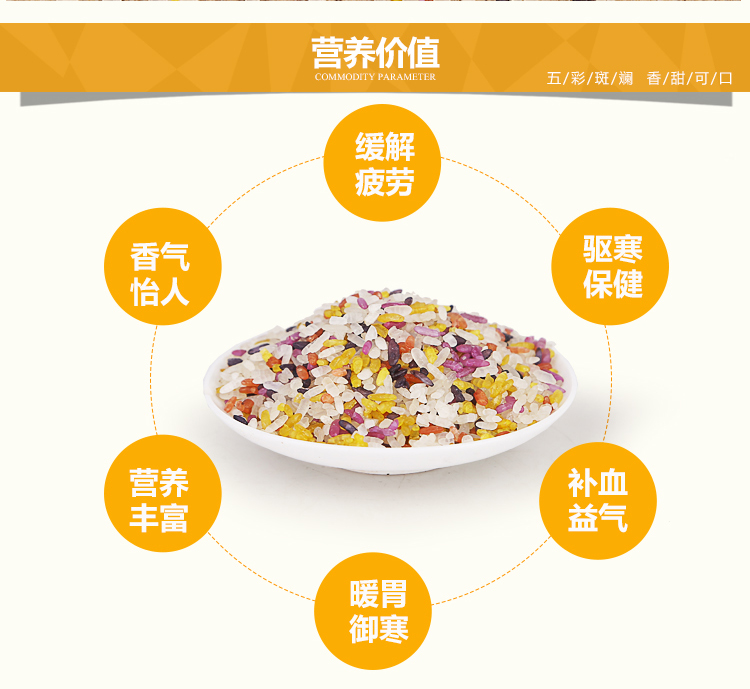 营养价值
COMMODITY PARAMETER
五/彩/斑/斓 香/甜/可/口
缓解
疲劳
香气
怡人
驱寒
保健
营养
丰富
补血
益气
暖胃
御寒